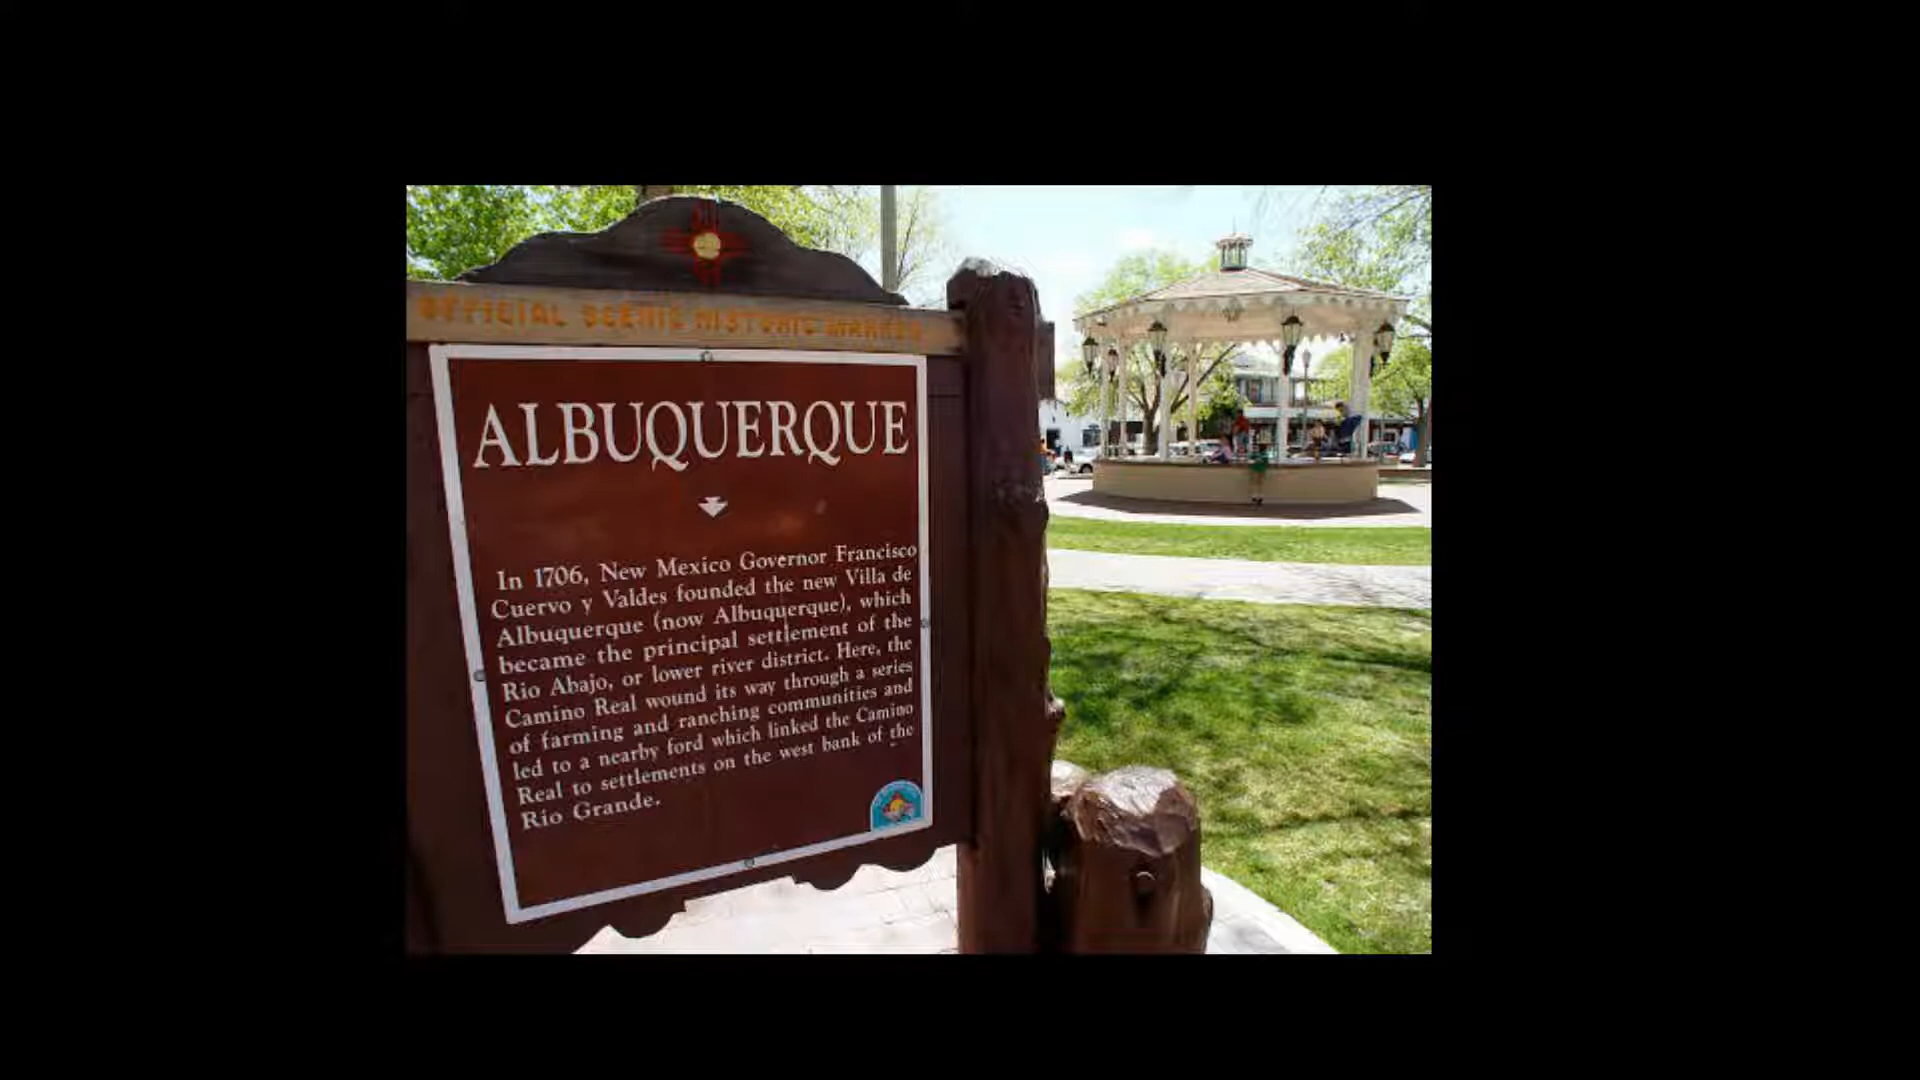 OFFICIAL SCENIC HISTORIC MARKER
ALBUQUERQUE
In 1706, New Mexico Governor Francisco
Cuervo y Valdes founded the new Villa de
Albuquerque (now Albuquerque), which
became the principal settlement of the
Rio Abajo, or lower river district. Here, the
Camino Real wound its way through a series
of farming and ranching communities and
led to a nearby ford which linked the Camino
Real to settlements on the west bank of the
Rio Grande.